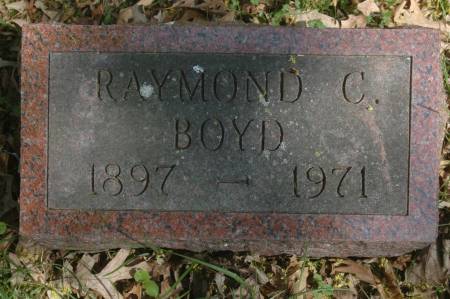 RAYMOND C.
BOYD
1897 — 1971